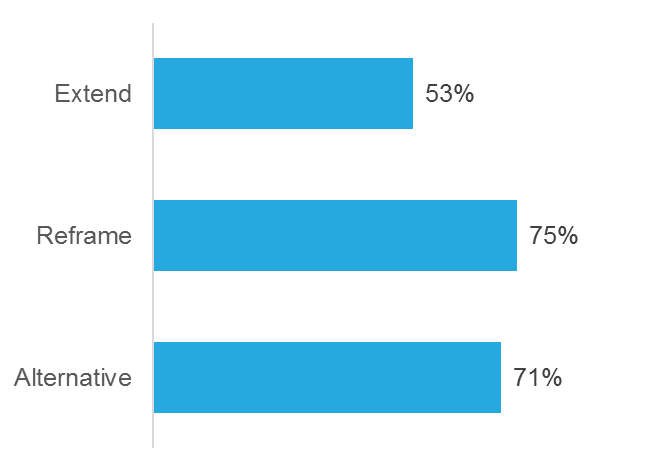 Extend 53%
Reframe 75%
Alternative 71%